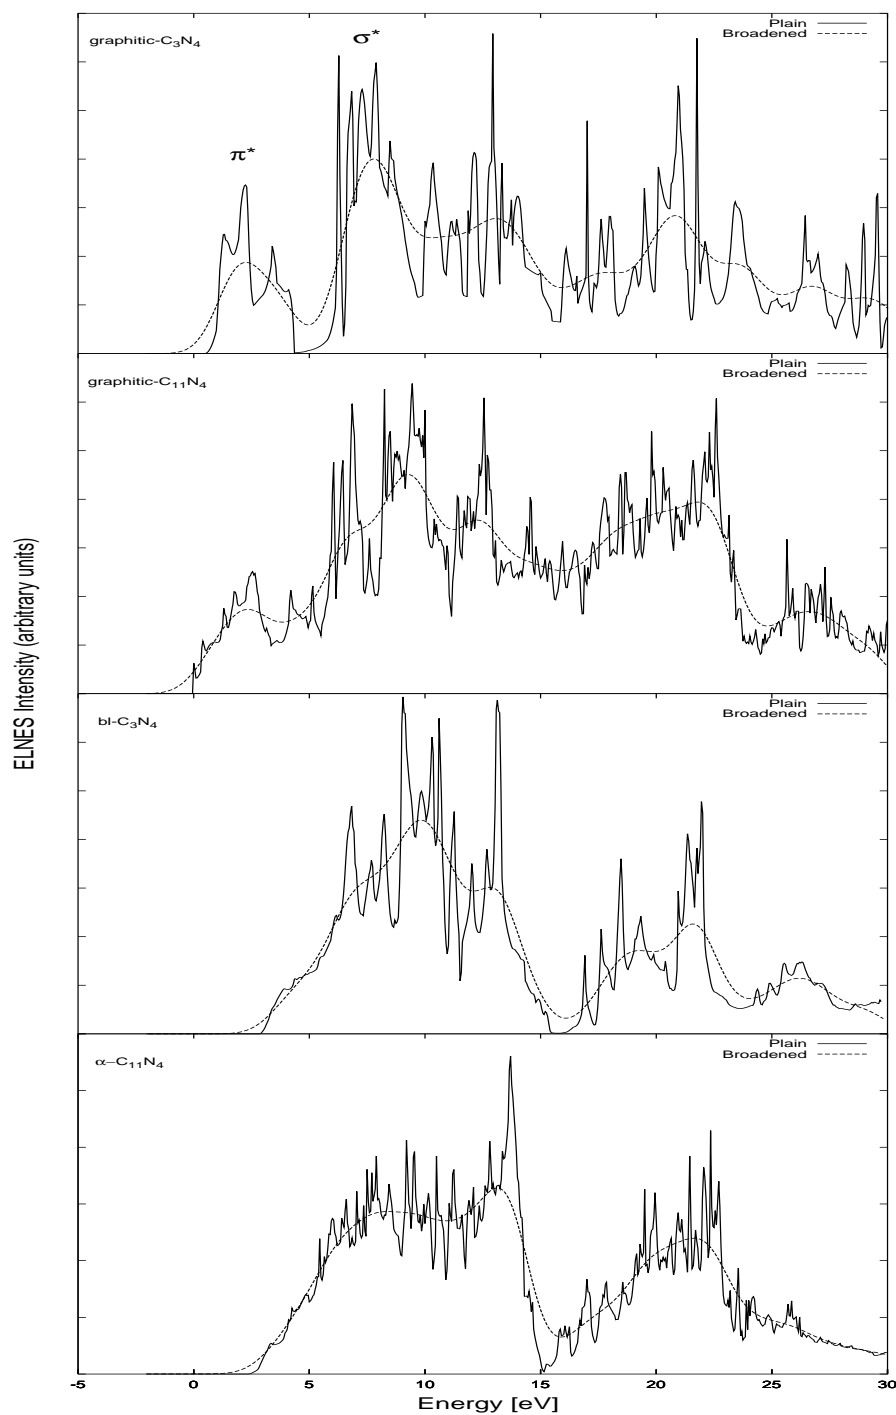 graphitic-C₃N₄
σ*
π*
Plain
Broadened
graphitic-C₁₁N₄
Plain
Broadened
bl-C₃N₄
Plain
Broadened
α−C₁₁N₄
Plain
Broadened
ELNES Intensity (arbitrary units)
-5 0 5 10 15 20 25 30
Energy [eV]